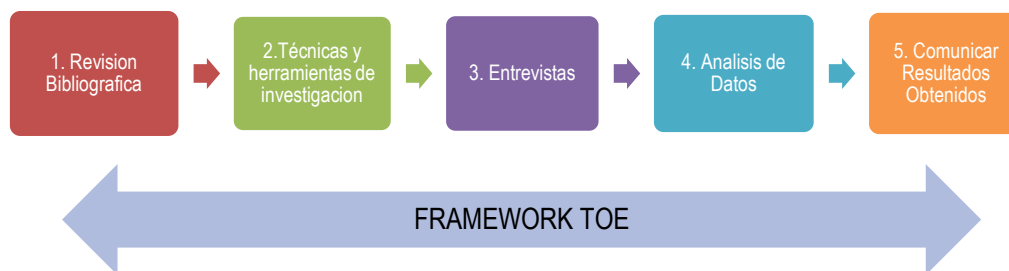 1. Revision
Bibliografica
2.Técnicas y
herramientas de
investigacion
3. Entrevistas
4. Analisis de
Datos
5. Comunicar
Resultados
Obtenidos
FRAMEWORK TOE